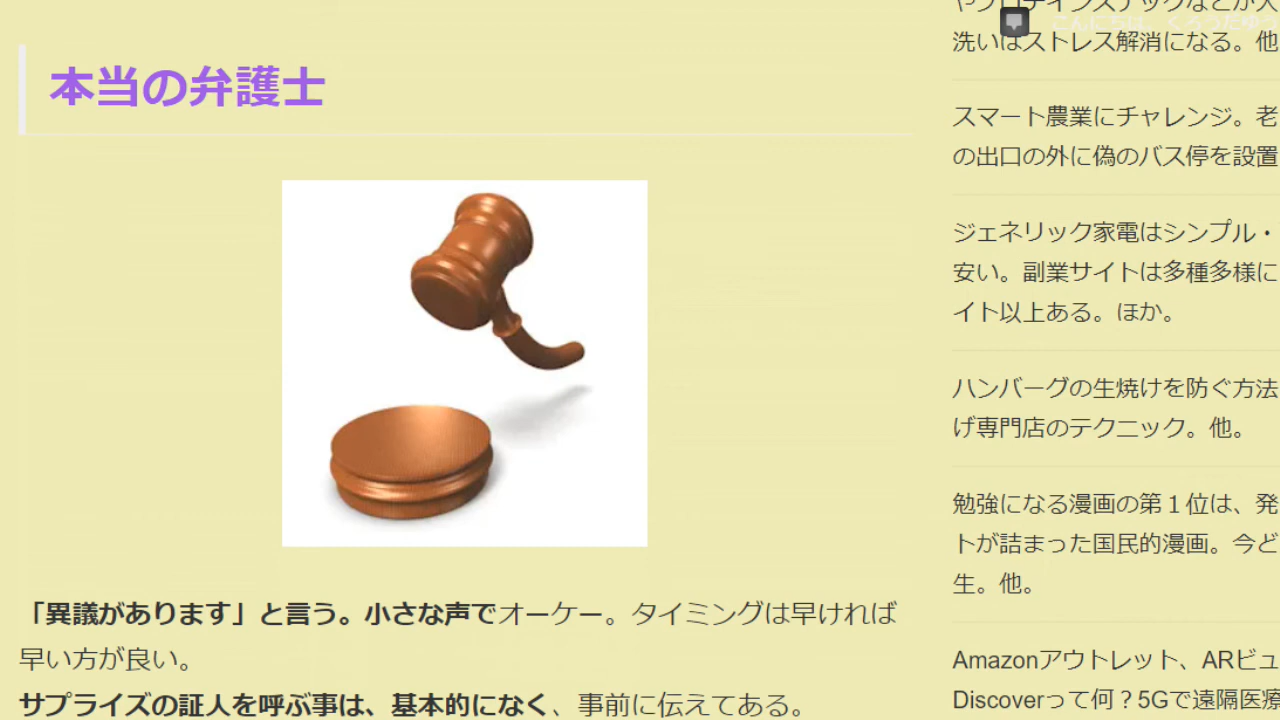 本当の弁護士
「異議があります」と言う。小さな声でオーケー。タイミングは早ければ
早い方が良い。
サプライズの証人を呼ぶ事は、基本的になく、事前に伝えてある。
洗いはストレス解消になる。他
スマート農業にチャレンジ。老
の出口の外に偽のバス停を設置
ジェネリック家電はシンプル・
安い。副業サイトは多種多様に
イト以上ある。ほか。
ハンバーグの生焼けを防ぐ方法
げ専門店のテクニック。他。
勉強になる漫画の第１位は、発
トが詰まった国民的漫画。今ど
生。他。
Amazonアウトレット、ARビュ
Discoverって何？5Gで遠隔医療